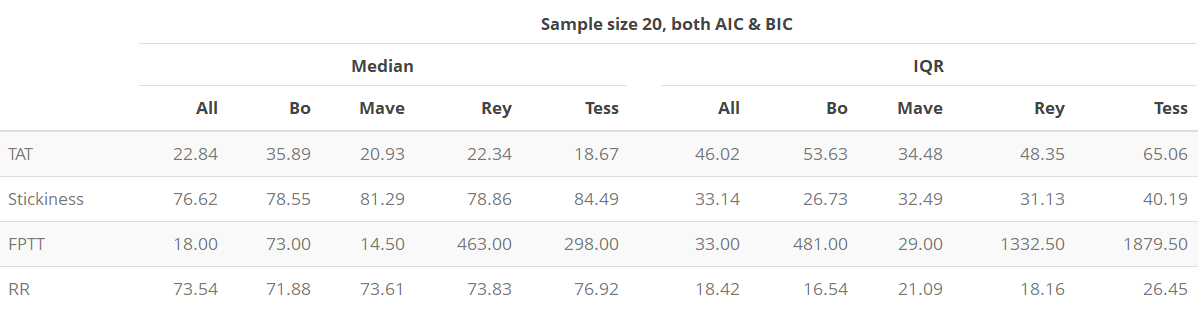 Sample size 20, both AIC & BIC
Median IQR
All Bo Mave Rey Tess All Bo Mave Rey Tess
TAT 22.84 35.89 20.93 22.34 18.67 46.02 53.63 34.48 48.35 65.06
Stickiness 76.62 78.55 81.29 78.86 84.49 33.14 26.73 32.49 31.13 40.19
FPTT 18.00 73.00 14.50 463.00 298.00 33.00 481.00 29.00 1332.50 1879.50
RR 73.54 71.88 73.61 73.83 76.92 18.42 16.54 21.09 18.16 26.45